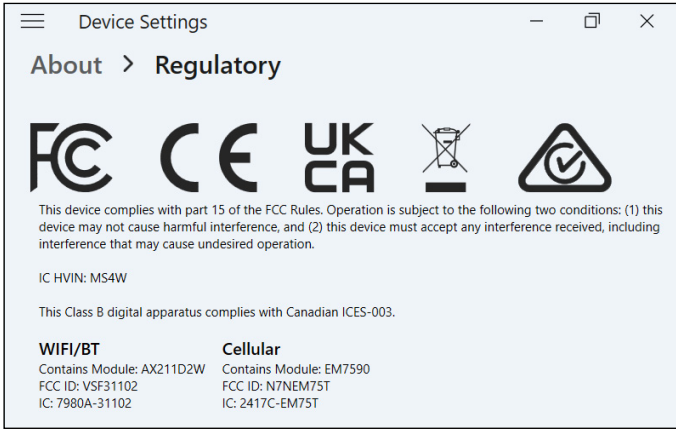 Device Settings
About > Regulatory
FC CE UK
CA
This device complies with part 15 of the FCC Rules. Operation is subject to the following two conditions: (1) this
device may not cause harmful interference, and (2) this device must accept any interference received, including
interference that may cause undesired operation.
IC HVIN: MS4W
This Class B digital apparatus complies with Canadian ICES-003.
WIFI/BT Cellular
Contains Module: AX211D2W Contains Module: EM7590
FCC ID: VSF31102 FCC ID: N7NEM75T
IC: 7980A-31102 IC: 2417C-EM75T